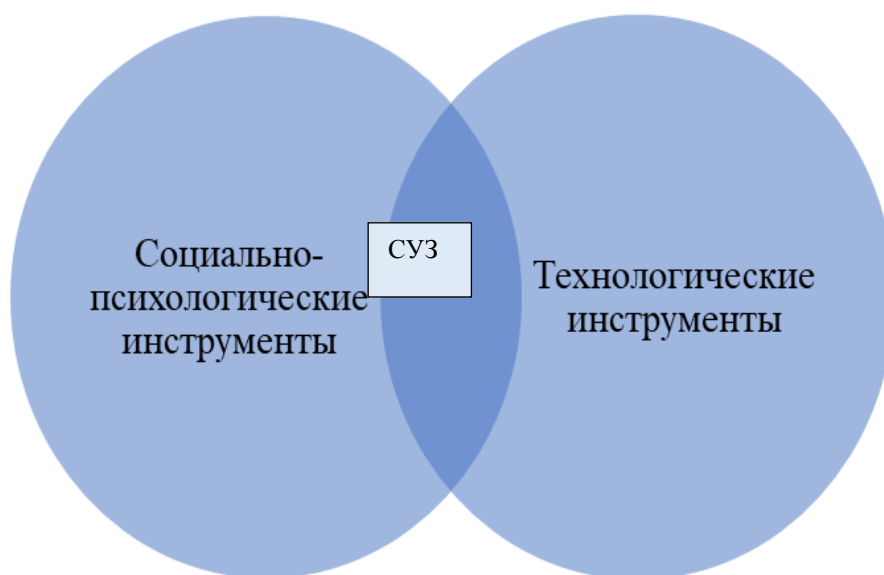 Социально-
психологические
инструменты
СУЗ
Технологические
инструменты